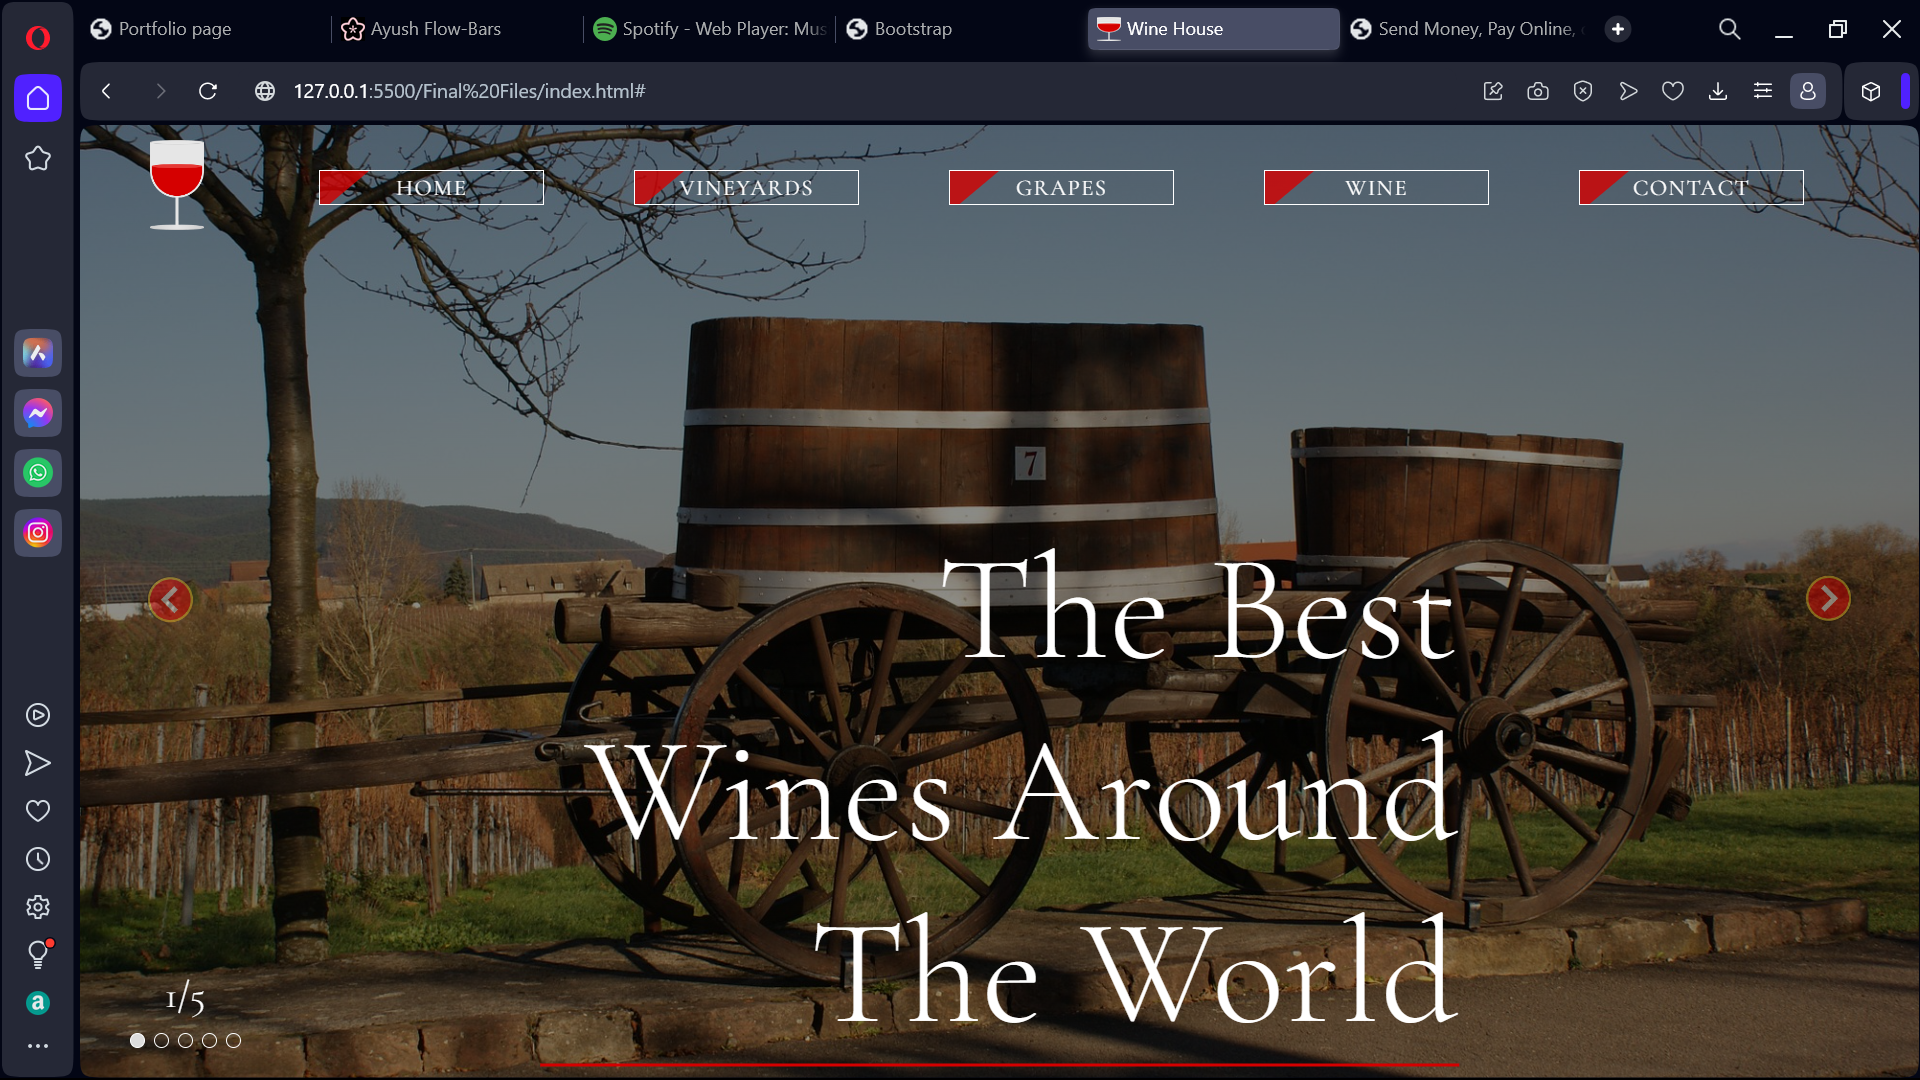 Portfolio page
Ayush Flow-Bars
Spotify - Web Player: Mus
Bootstrap
Wine House
Send Money, Pay Online,
127.0.0.1:5500/Final%20Files/index.html#
HOME
VINEYARDS
GRAPES
WINE
CONTACT
7
The Best
Wines Around
The World
1/5
a